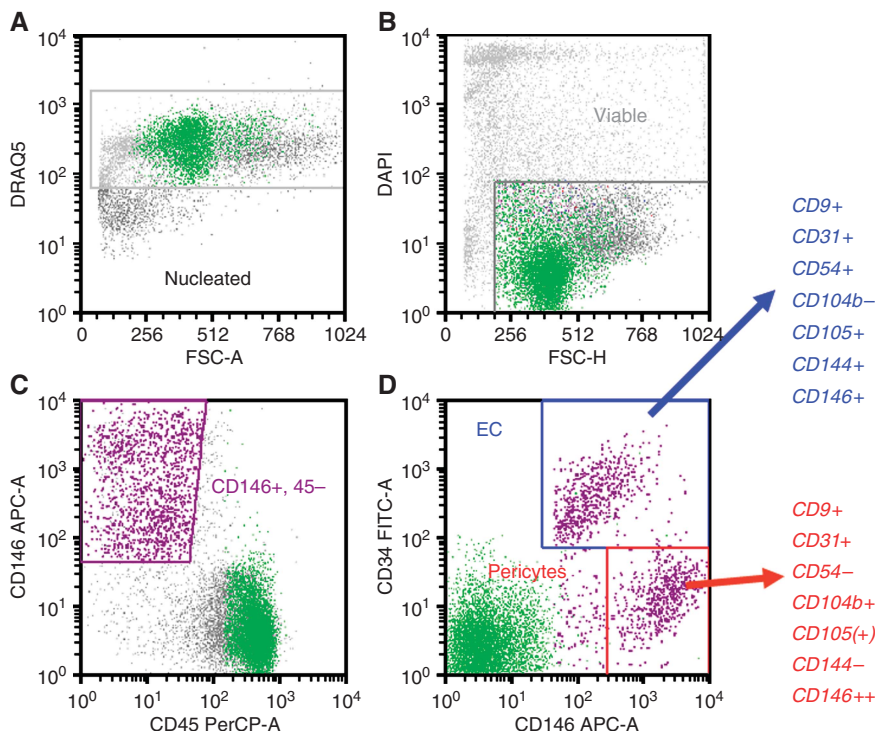 A
DRAQ5
10⁵
10³
10²
10¹
10⁰
Nucleated
0 256 512 768 1024
FSC-A
B
DAPI
10⁴
10³
10²
10¹
10⁰
Viable
0 256 512 768 1024
FSC-H
C
CD146 APC-A
10⁴
10³
10²
10¹
10⁰
CD146+, 45–
10⁰ 10¹ 10² 10³ 10⁴
CD45 PerCP-A
D
CD34 FITC-A
10⁴
10³
10²
10¹
10⁰
EC
Pericytes
10⁰ 10¹ 10² 10³ 10⁴
CD146 APC-A
CD9+
CD31+
CD54+
CD104b–
CD105+
CD144+
CD146+
CD9+
CD31+
CD54–
CD104b+
CD105(+)
CD144–
CD146++